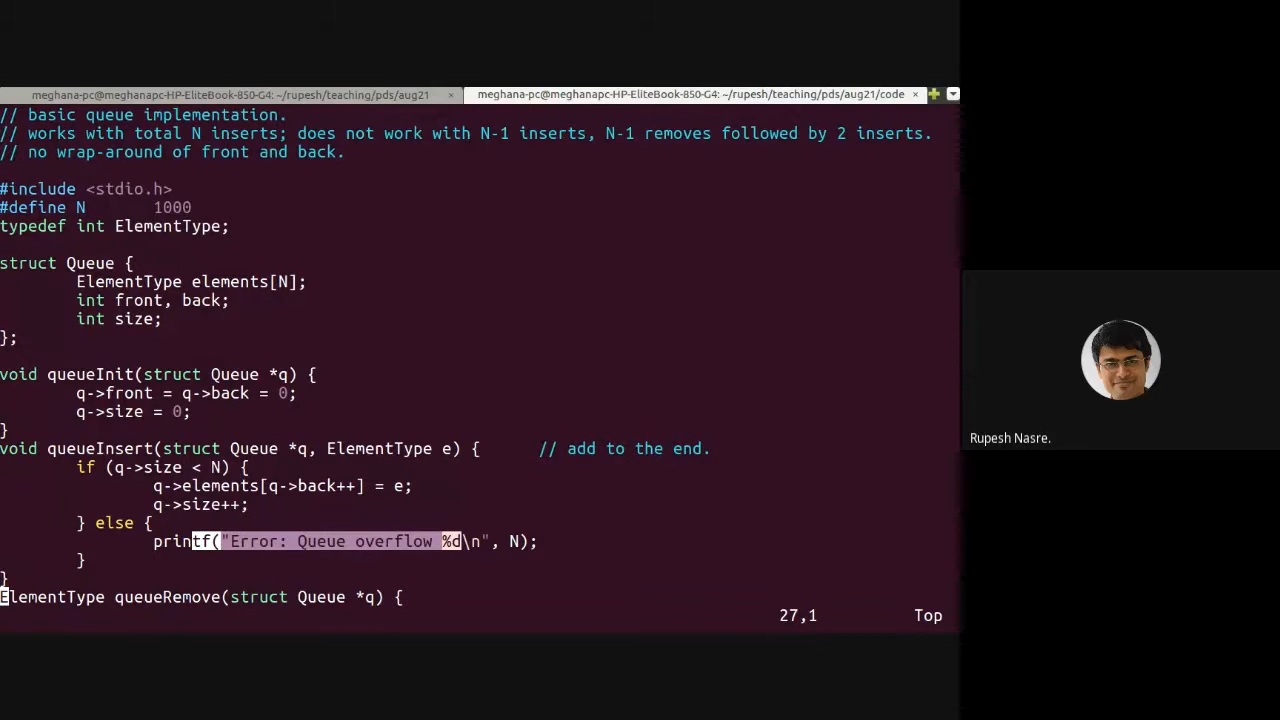 meghana-pc@meghanapc-HP-EliteBook-850-G4: ~/rupesh/teaching/pds/aug21 × meghana-pc@meghanapc-HP-EliteBook-850-G4: ~/rupesh/teaching/pds/aug21/code ×
// basic queue implementation.
// works with total N inserts; does not work with N-1 inserts, N-1 removes followed by 2 inserts.
// no wrap-around of front and back.
#include <stdio.h>
#define N 1000
typedef int ElementType;
struct Queue {
ElementType elements[N];
int front, back;
int size;
};
void queueInit(struct Queue *q) {
q->front = q->back = 0;
q->size = 0;
}
void queueInsert(struct Queue *q, ElementType e) { // add to the end.
if (q->size < N) {
q->elements[q->back++] = e;
q->size++;
} else {
printf("Error: Queue overflow %d\n", N);
}
}
ElementType queueRemove(struct Queue *q) {
27,1 Top
Rupesh Nasre.